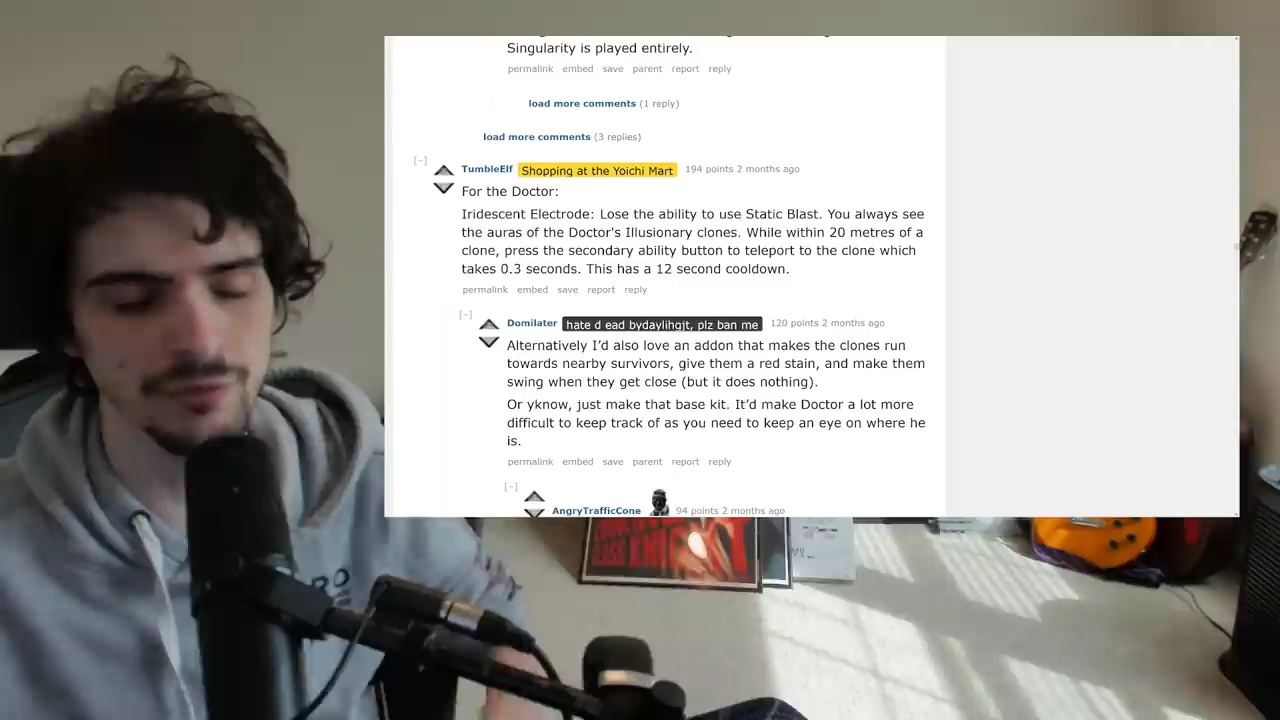 Singularity is played entirely.
permalink embed save parent report reply
load more comments (1 reply)
load more comments (3 replies)
[–]
TumbleElf Shopping at the Yoichi Mart 194 points 2 months ago
For the Doctor:
Iridescent Electrode: Lose the ability to use Static Blast. You always see
the auras of the Doctor's Illusionary clones. While within 20 metres of a
clone, press the secondary ability button to teleport to the clone which
takes 0.3 seconds. This has a 12 second cooldown.
permalink embed save report reply
[–]
Domilater hate d ead bydaylihgjt, plz ban me 120 points 2 months ago
Alternatively I'd also love an addon that makes the clones run
towards nearby survivors, give them a red stain, and make them
swing when they get close (but it does nothing).
Or yknow, just make that base kit. It'd make Doctor a lot more
difficult to keep track of as you need to keep an eye on where he
is.
permalink embed save parent report reply
[–]
AngryTrafficCone 94 points 2 months ago